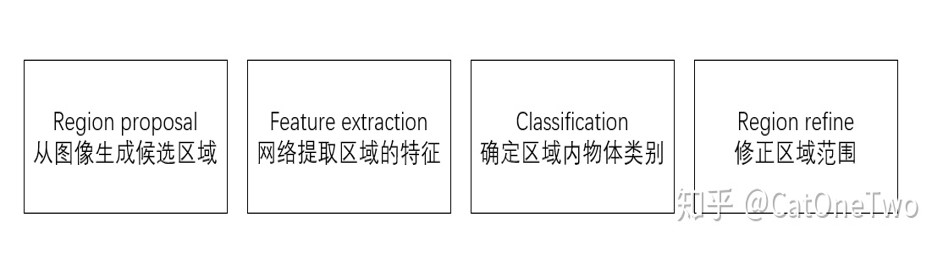 Region proposal
从图像生成候选区域
Feature extraction
网络提取区域的特征
Classification
确定区域内物体类别
Region refine
修正区域范围
知乎 @CatOneTwo